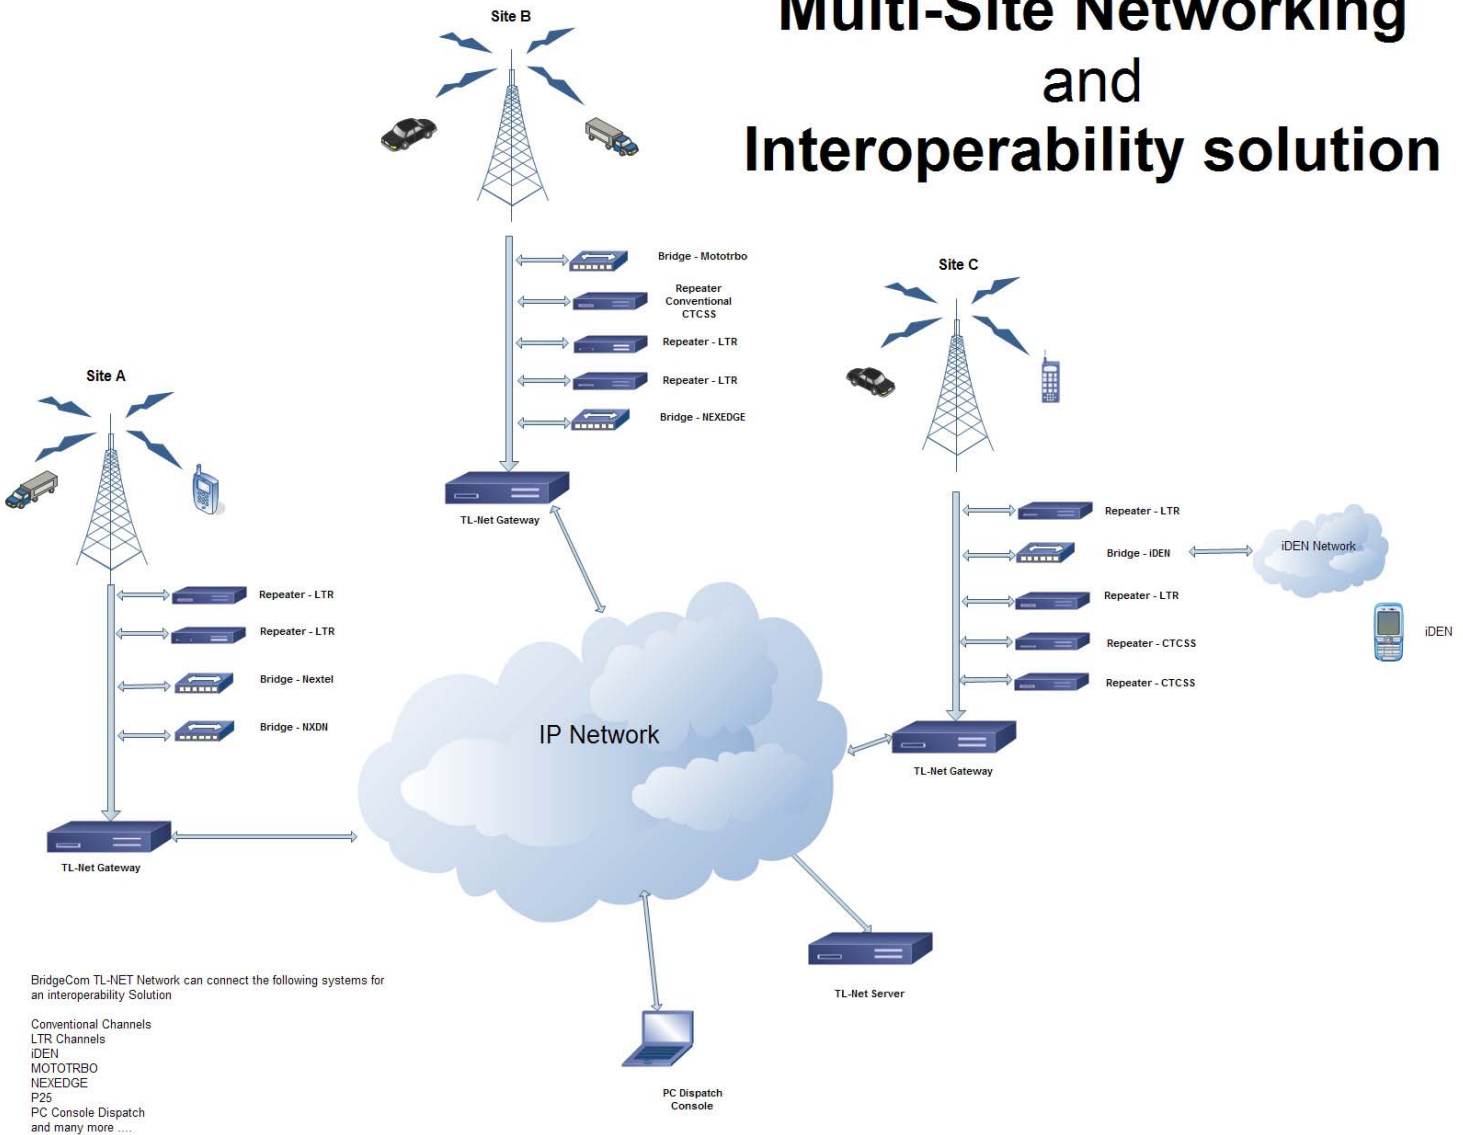 Multi-Site Networking
and
Interoperability solution
Site B
Bridge - Mototrbo
Repeater
Conventional
CTCSS
Repeater - LTR
Repeater - LTR
Bridge - NEXEDGE
TL-Net Gateway
Site C
Repeater - LTR
Bridge - iDEN
iDEN Network
Repeater - LTR
iDEN
Repeater - CTCSS
Repeater - CTCSS
TL-Net Gateway
Site A
Repeater - LTR
Repeater - LTR
Bridge - Nextel
Bridge - NXDN
TL-Net Gateway
IP Network
TL-Net Server
PC Dispatch
Console
BridgeCom TL-NET Network can connect the following systems for
an interoperability Solution
Conventional Channels
LTR Channels
iDEN
MOTOTRBO
NEXEDGE
P25
PC Console Dispatch
and many more ....